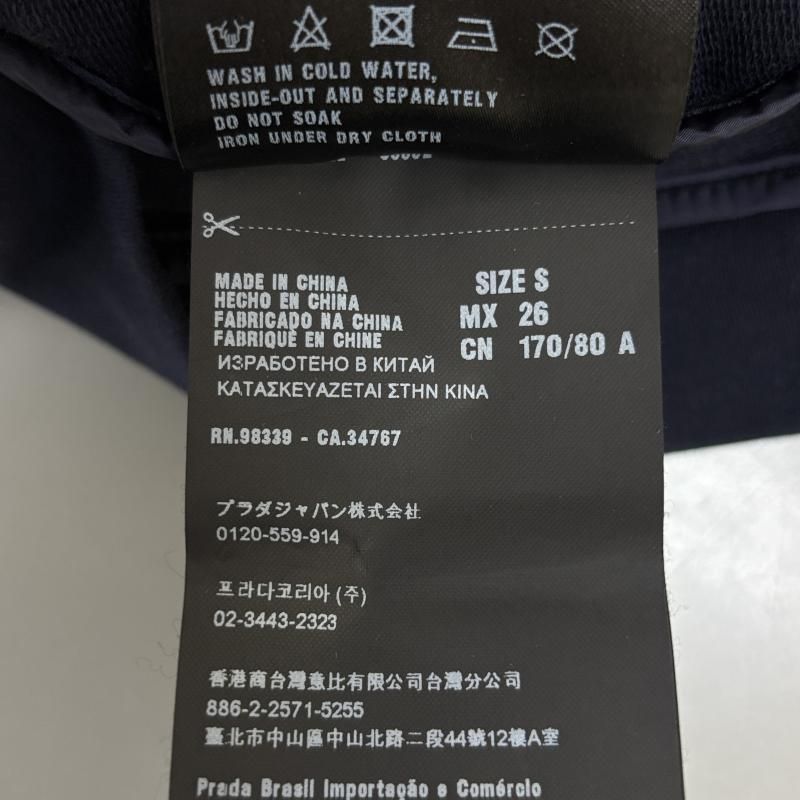 WASH IN COLD WATER,
INSIDE-OUT AND SEPARATELY
DO NOT SOAK
IRON UNDER DRY CLOTH
MADE IN CHINA
HECHO EN CHINA
FABRICADO NA CHINA
FABRIQUÉ EN CHINE
ИЗРАБОТЕНО В КИТАЙ
ΚΑΤΑΣΚΕΥΑΖΕΤΑΙ ΣΤΗΝ ΚΙΝΑ
SIZE S
MX 26
CN 170/80 A
RN.98339 - CA.34767
プラダジャパン株式会社
0120-559-914
프라다코리아 (주)
02-3443-2323
香港商台灣意比有限公司台灣分公司
886-2-2571-5255
臺北市中山區中山北路二段44號12樓A室
Prada Brasil Importação e Comércio